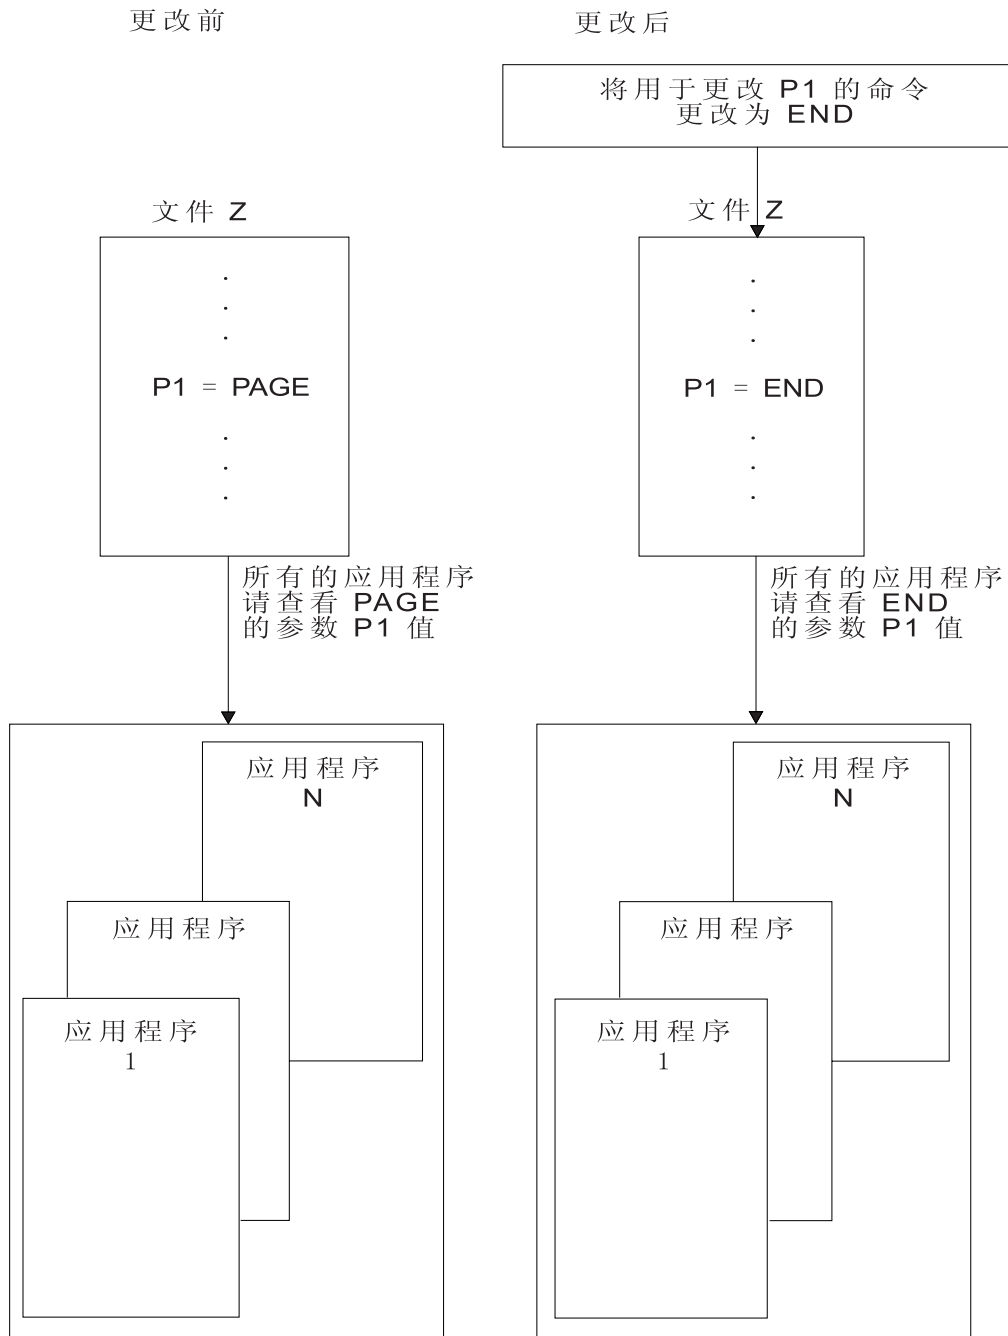 更改前
更改后
将用于更改 P1 的命令
更改为 END
文件 Z
文件 Z
.
.
.
P1 = PAGE
.
.
.
.
.
.
P1 = END
.
.
.
所有的应用程序
请查看 PAGE
的参数 P1 值
所有的应用程序
请查看 END
的参数 P1 值
应用程序
N
应用程序
应用程序
1
应用程序
N
应用程序
应用程序
1